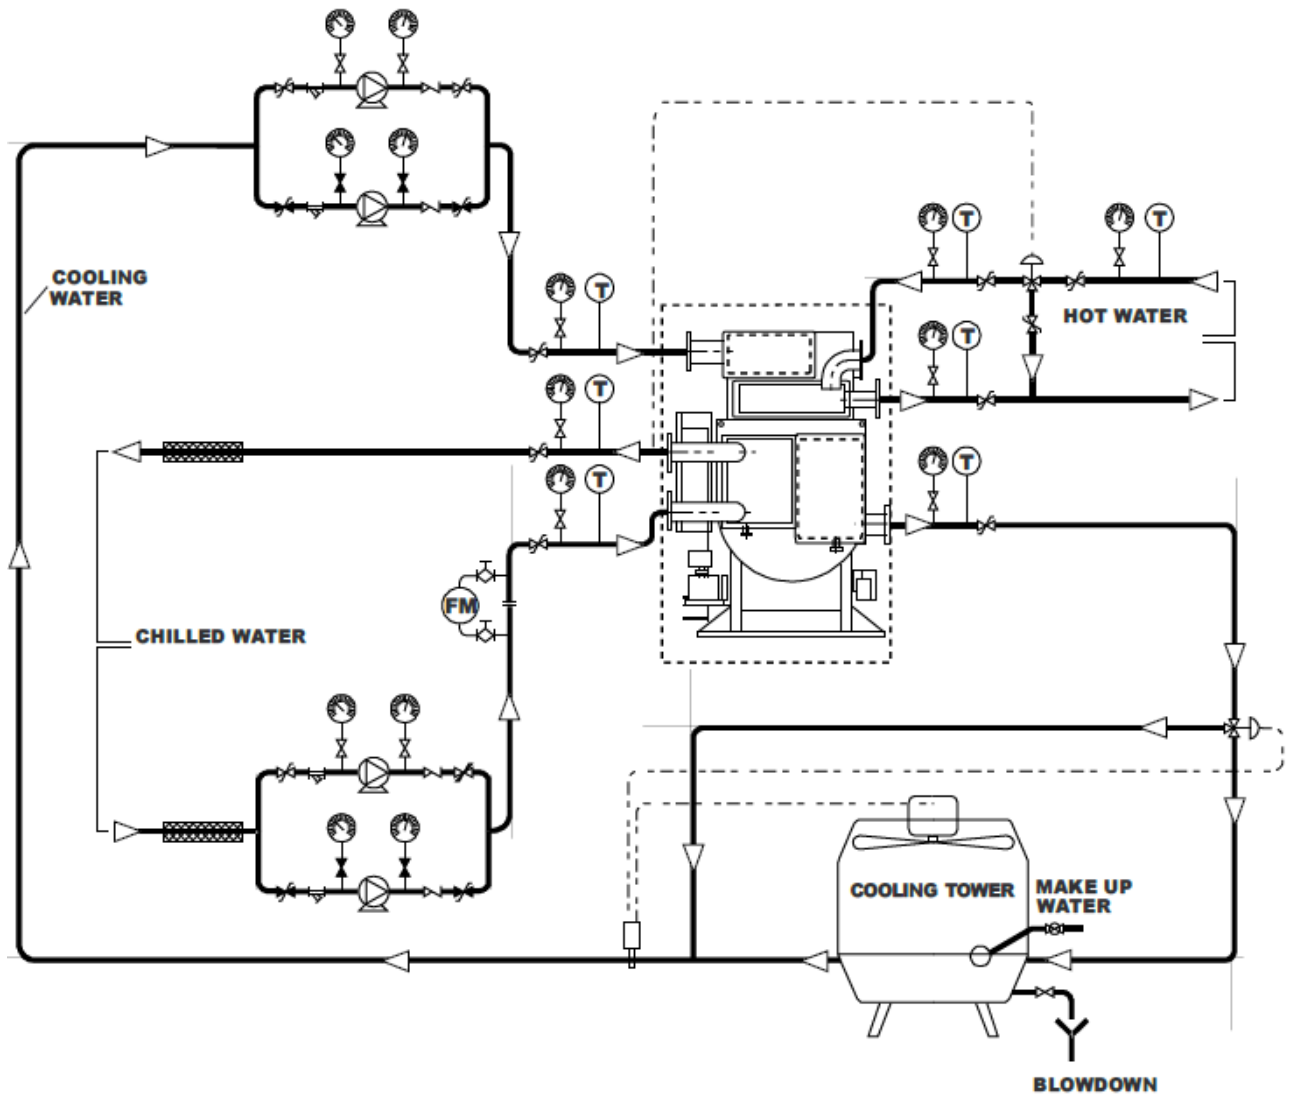 T
T
COOLING
WATER
T
HOT WATER
T
T
T
T
FM
CHILLED WATER
COOLING TOWER
MAKE UP
WATER
BLOWDOWN